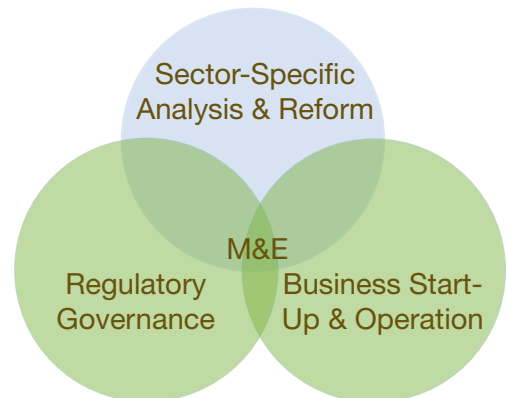 Sector-Specific
Analysis & Reform
M&E
Regulatory
Governance
Business Start-
Up & Operation